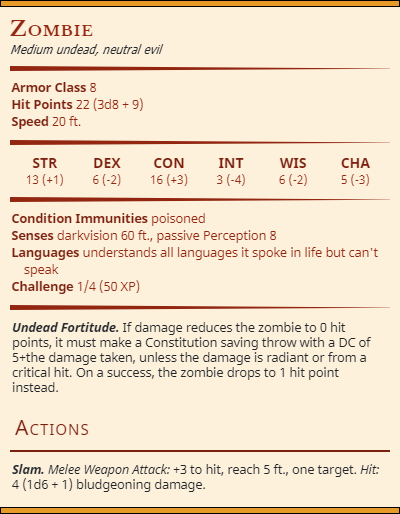 Zombie
Medium undead, neutral evil
Armor Class 8
Hit Points 22 (3d8 + 9)
Speed 20 ft.
STR DEX CON INT WIS CHA
13 (+1) 6 (-2) 16 (+3) 3 (-4) 6 (-2) 5 (-3)
Condition Immunities poisoned
Senses darkvision 60 ft., passive Perception 8
Languages understands all languages it spoke in life but can't
speak
Challenge 1/4 (50 XP)
Undead Fortitude. If damage reduces the zombie to 0 hit
points, it must make a Constitution saving throw with a DC of
5+the damage taken, unless the damage is radiant or from a
critical hit. On a success, the zombie drops to 1 hit point
instead.
Actions
Slam. Melee Weapon Attack: +3 to hit, reach 5 ft., one target. Hit:
4 (1d6 + 1) bludgeoning damage.